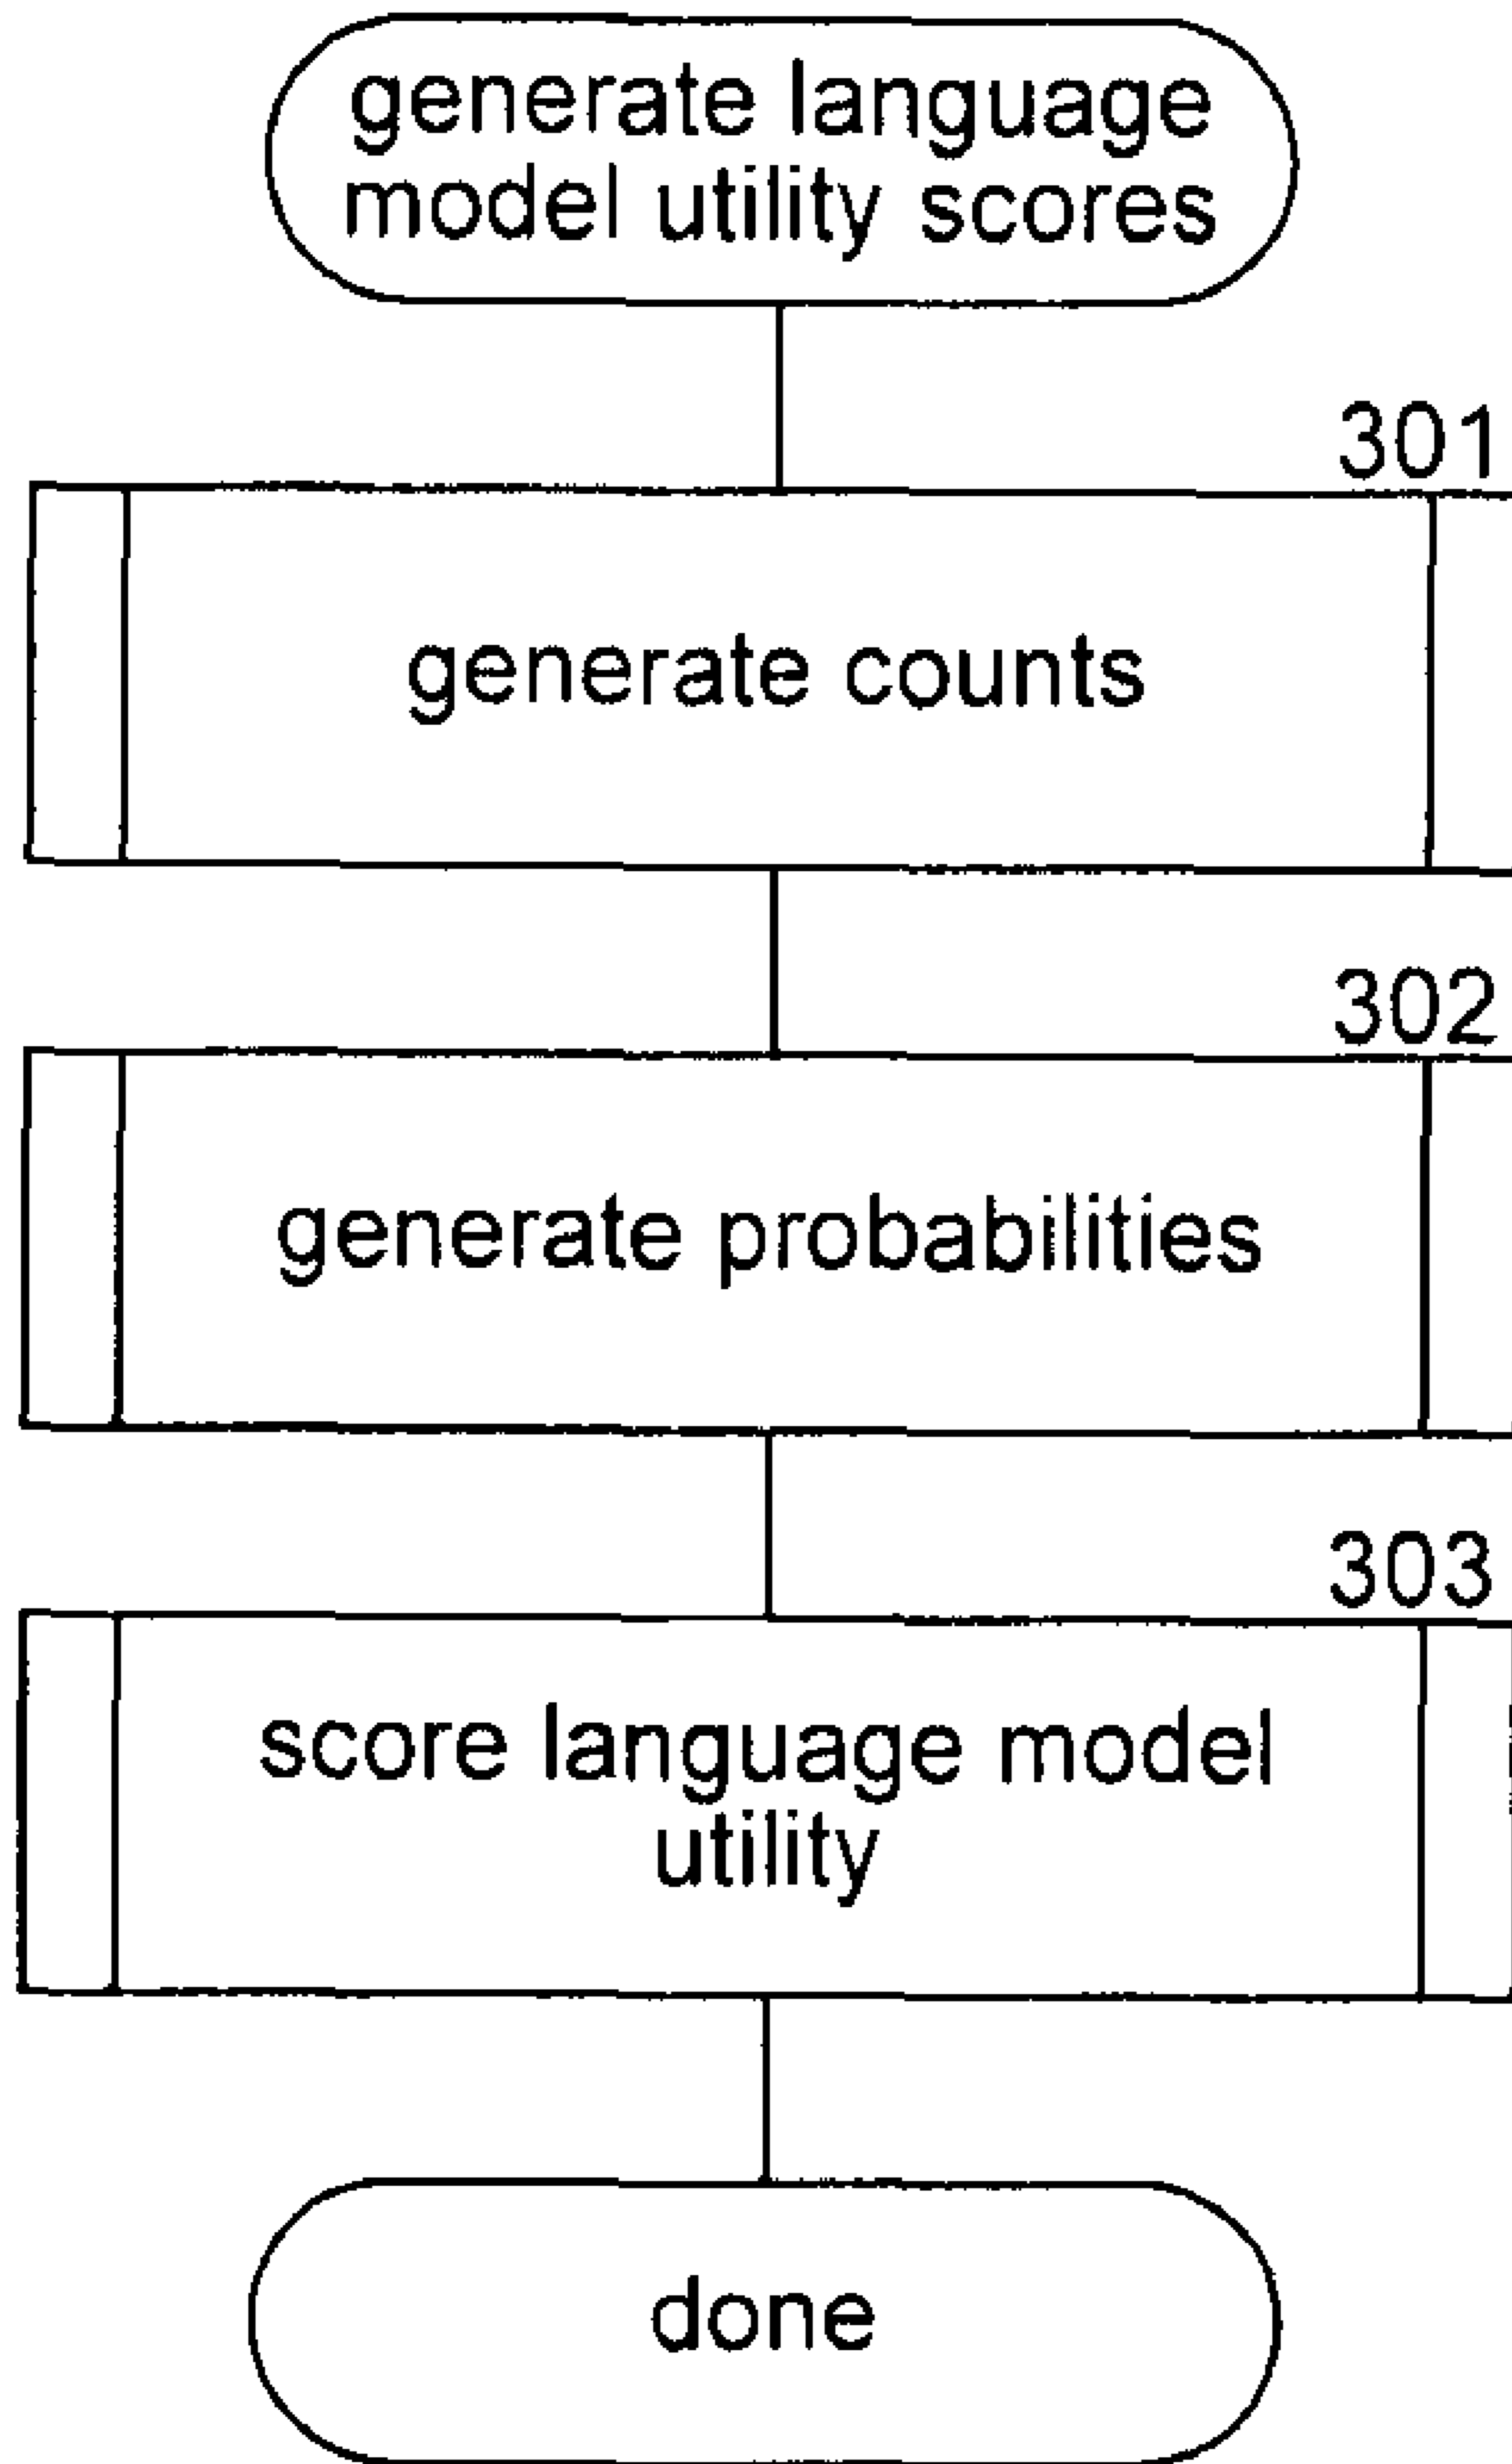 generate language
model utility scores
301
generate counts
302
generate probabilities
303
score language model
utility
done